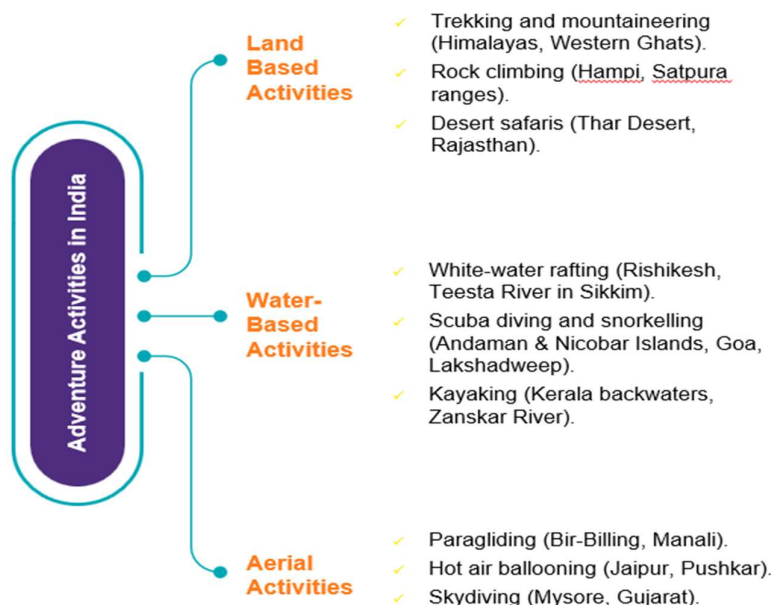 Adventure Activities in India
Land
Based
Activities
Trekking and mountaineering
(Himalayas, Western Ghats).
Rock climbing (Hampi, Satpura
ranges).
Desert safaris (Thar Desert,
Rajasthan).
Water-
Based
Activities
White-water rafting (Rishikesh,
Teesta River in Sikkim).
Scuba diving and snorkelling
(Andaman & Nicobar Islands, Goa,
Lakshadweep).
Kayaking (Kerala backwaters,
Zanskar River).
Aerial
Activities
Paragliding (Bir-Billing, Manali).
Hot air ballooning (Jaipur, Pushkar).
Skydiving (Mysore, Gujarat).